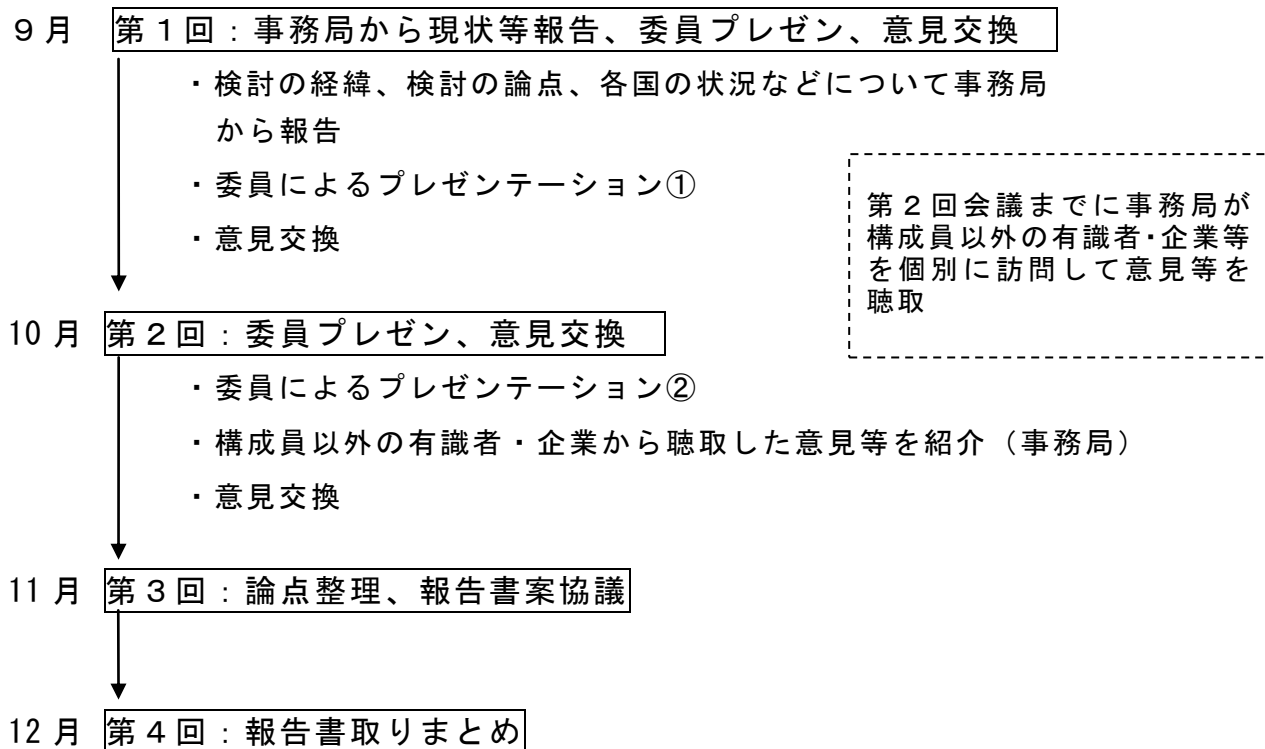 ９月 第１回：事務局から現状等報告、委員プレゼン、意見交換
・検討の経緯、検討の論点、各国の状況などについて事務局
から報告
・委員によるプレゼンテーション①
・意見交換
第２回会議までに事務局が
構成員以外の有識者・企業等
を個別に訪問して意見等を
聴取
10月 第２回：委員プレゼン、意見交換
・委員によるプレゼンテーション②
・構成員以外の有識者・企業から聴取した意見等を紹介（事務局）
・意見交換
11月 第３回：論点整理、報告書案協議
12月 第４回：報告書取りまとめ